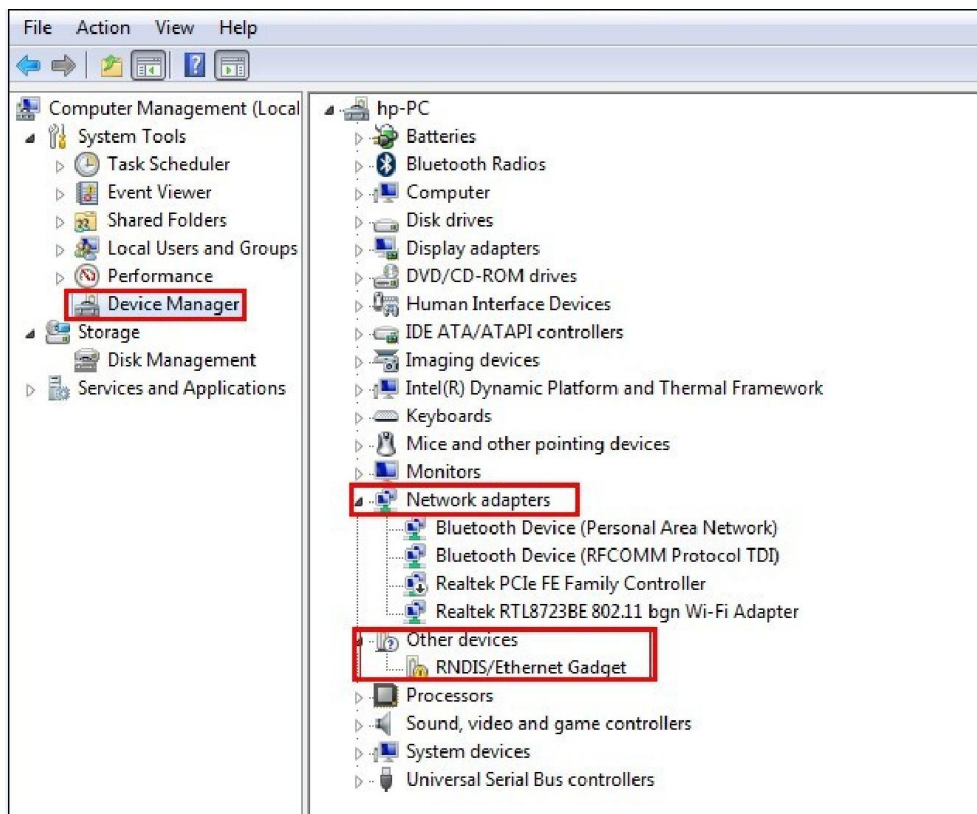 File Action View Help
Computer Management (Local
System Tools
Task Scheduler
Event Viewer
Shared Folders
Local Users and Groups
Performance
Device Manager
Storage
Disk Management
Services and Applications
hp-PC
Batteries
Bluetooth Radios
Computer
Disk drives
Display adapters
DVD/CD-ROM drives
Human Interface Devices
IDE ATA/ATAPI controllers
Imaging devices
Intel(R) Dynamic Platform and Thermal Framework
Keyboards
Mice and other pointing devices
Monitors
Network adapters
Bluetooth Device (Personal Area Network)
Bluetooth Device (RFCOMM Protocol TDI)
Realtek PCIe FE Family Controller
Realtek RTL8723BE 802.11 bgn Wi-Fi Adapter
Other devices
RNDIS/Ethernet Gadget
Processors
Sound, video and game controllers
System devices
Universal Serial Bus controllers